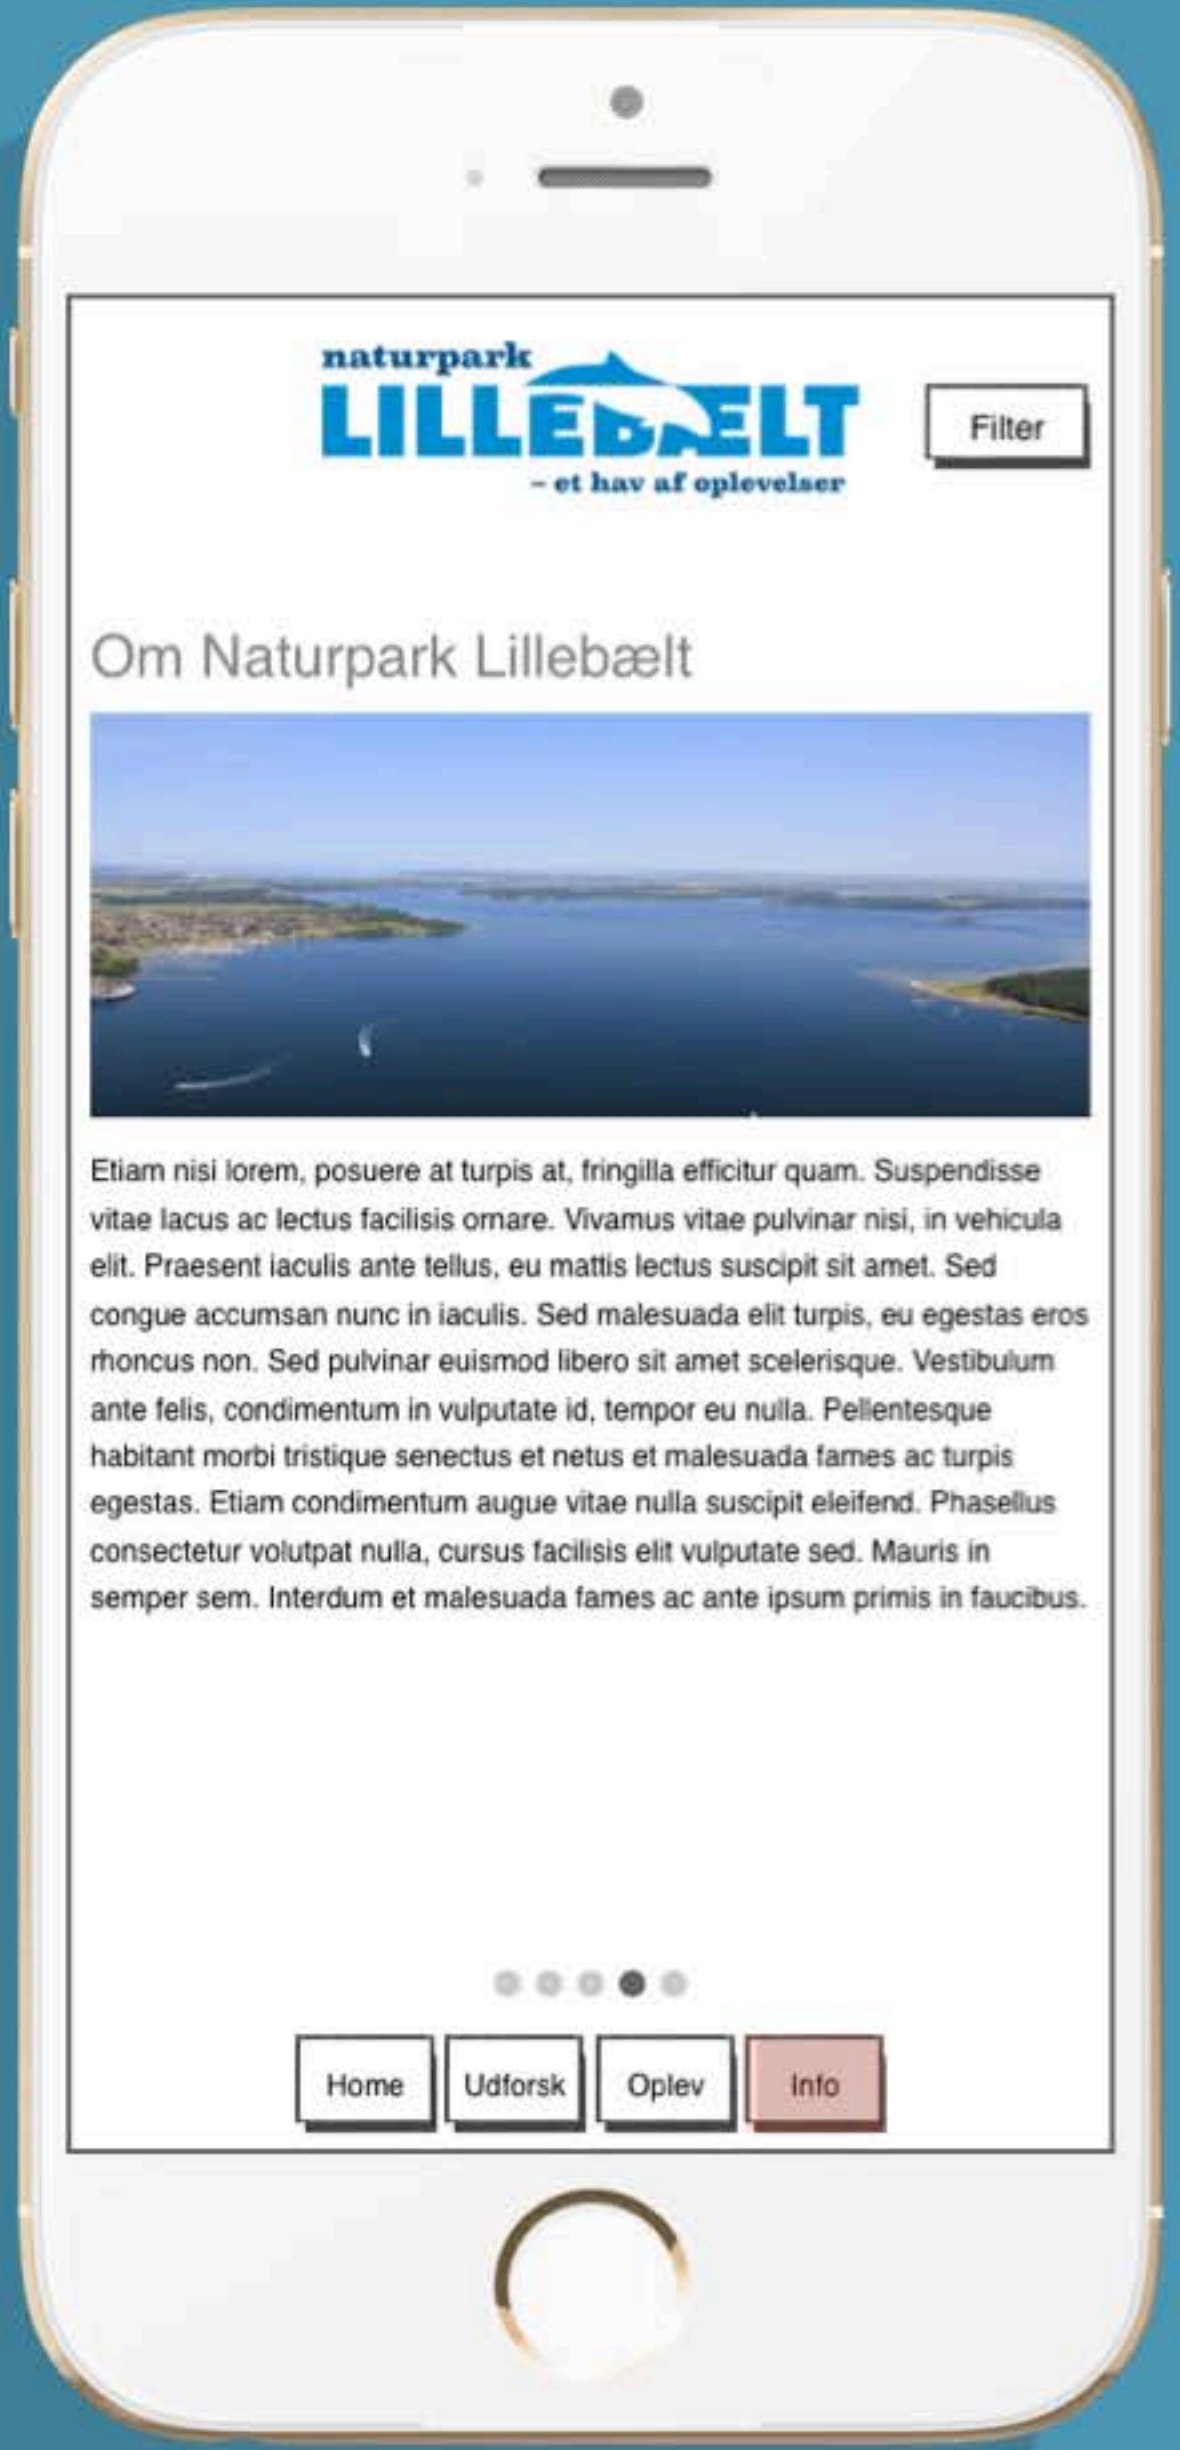 naturpark
LILLEBÆLT
– et hav af oplevelser
Filter
Om Naturpark Lillebælt
Etiam nisi lorem, posuere at turpis at, fringilla efficitur quam. Suspendisse
vitae lacus ac lectus facilisis ornare. Vivamus vitae pulvinar nisi, in vehicula
elit. Praesent iaculis ante tellus, eu mattis lectus suscipit sit amet. Sed
congue accumsan nunc in iaculis. Sed malesuada elit turpis, eu egestas eros
rhoncus non. Sed pulvinar euismod libero sit amet scelerisque. Vestibulum
ante felis, condimentum in vulputate id, tempor eu nulla. Pellentesque
habitant morbi tristique senectus et netus et malesuada fames ac turpis
egestas. Etiam condimentum augue vitae nulla suscipit eleifend. Phasellus
consectetur volutpat nulla, cursus facilisis elit vulputate sed. Mauris in
semper sem. Interdum et malesuada fames ac ante ipsum primis in faucibus.
Home Udforsk Oplev Info